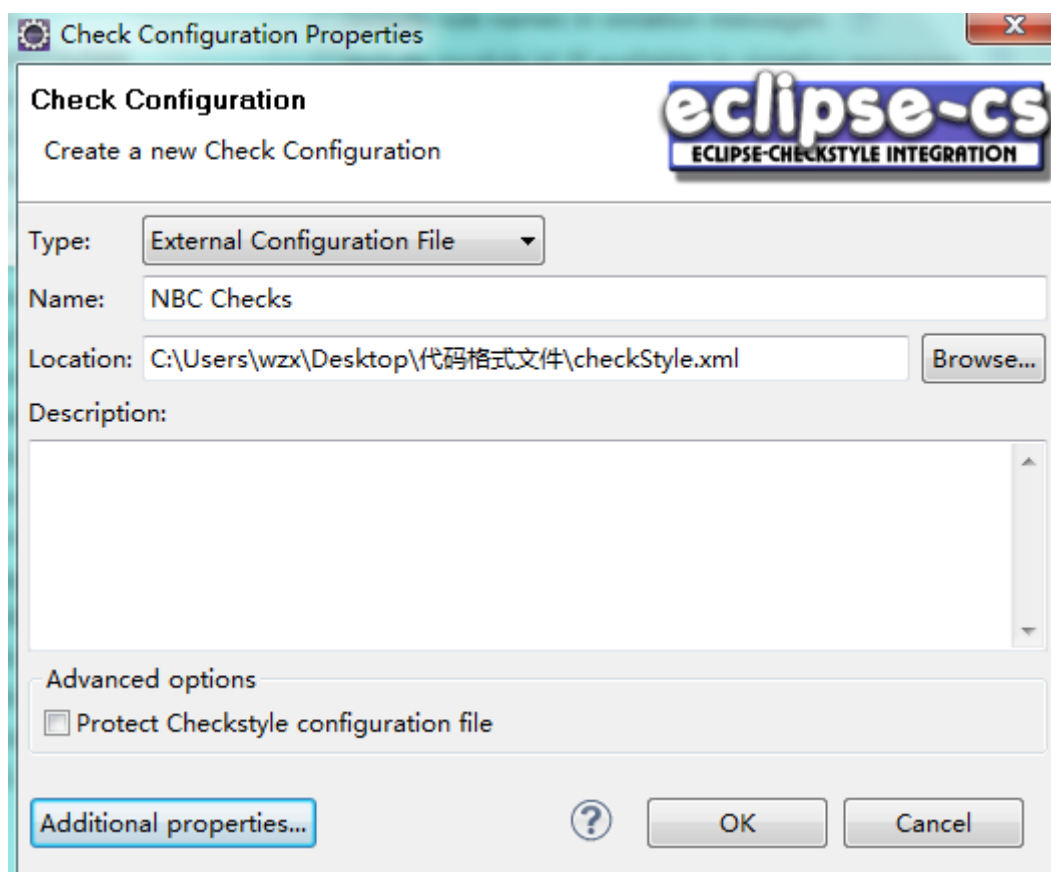 Check Configuration Properties
Check Configuration
Create a new Check Configuration
eclipse-cs
ECLIPSE-CHECKSTYLE INTEGRATION
Type: External Configuration File
Name: NBC Checks
Location: C:\Users\wzx\Desktop\代码格式文件\checkStyle.xml Browse...
Description:
Advanced options
Protect Checkstyle configuration file
Additional properties... ? OK Cancel